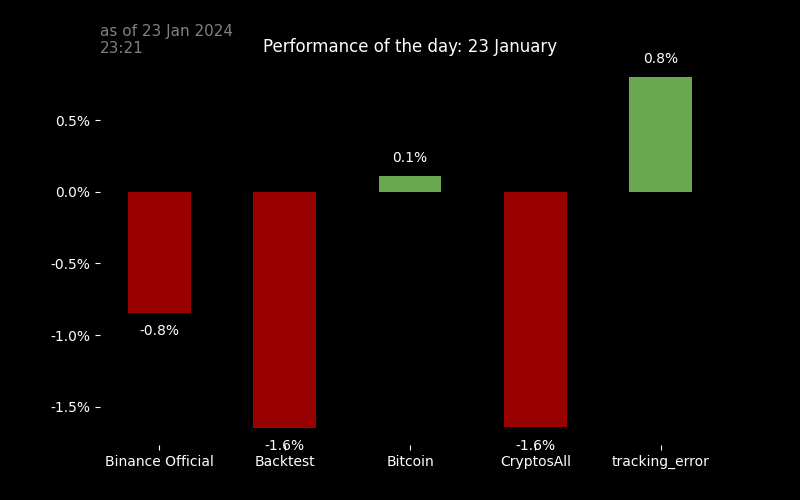 as of 23 Jan 2024
23:21
Performance of the day: 23 January
0.8%
0.5%
0.1%
0.0%
-0.5%
-0.8%
-1.0%
-1.5%
-1.6%
-1.6%
Binance Official
Backtest
Bitcoin
CryptosAll
tracking_error